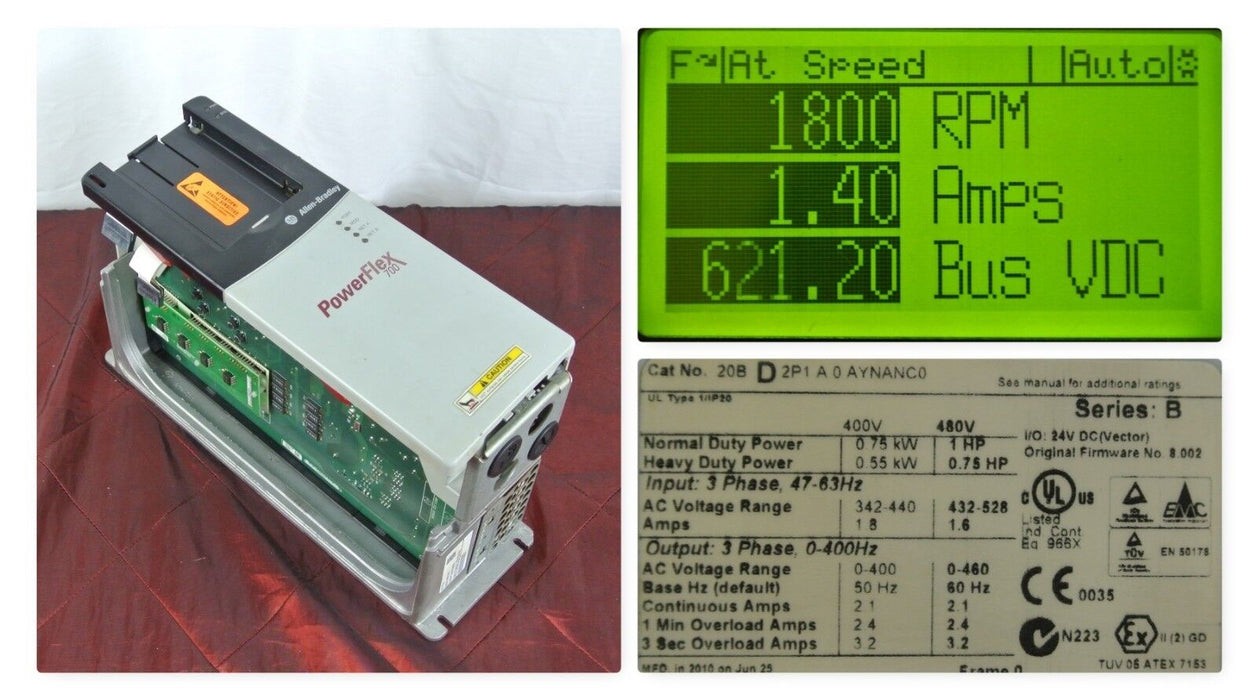 Allen-Bradley
PowerFlex
700
CAUTION
F At Speed Auto
1800 RPM
1.40 Amps
621.20 Bus VDC
Cat No. 20B D 2P1 A 0 AYNANC0
See manual for additional ratings
UL Type 1/IP20
Series: B
400V 480V
I/O: 24V DC(Vector)
Normal Duty Power 0.75 kW 1 HP
Original Firmware No. 8.002
Heavy Duty Power 0.55 kW 0.75 HP
Input: 3 Phase, 47-63Hz
AC Voltage Range 342-440 432-528
Amps 1 8 1.6
C UL US
Listed
Ind Cont
Eq 966X
EMC
TÜV EN 50178
Output: 3 Phase, 0-400Hz
AC Voltage Range 0-400 0-460
Base Hz (default) 50 Hz 60 Hz
Continuous Amps 2 1 2.1
1 Min Overload Amps 2 4 2.4
3 Sec Overload Amps 3.2 3.2
CE 0035
N223
Ex II (2) GD
TUV 05 ATEX 7153
MFD. in 2010 on Jun 25 Frame 0